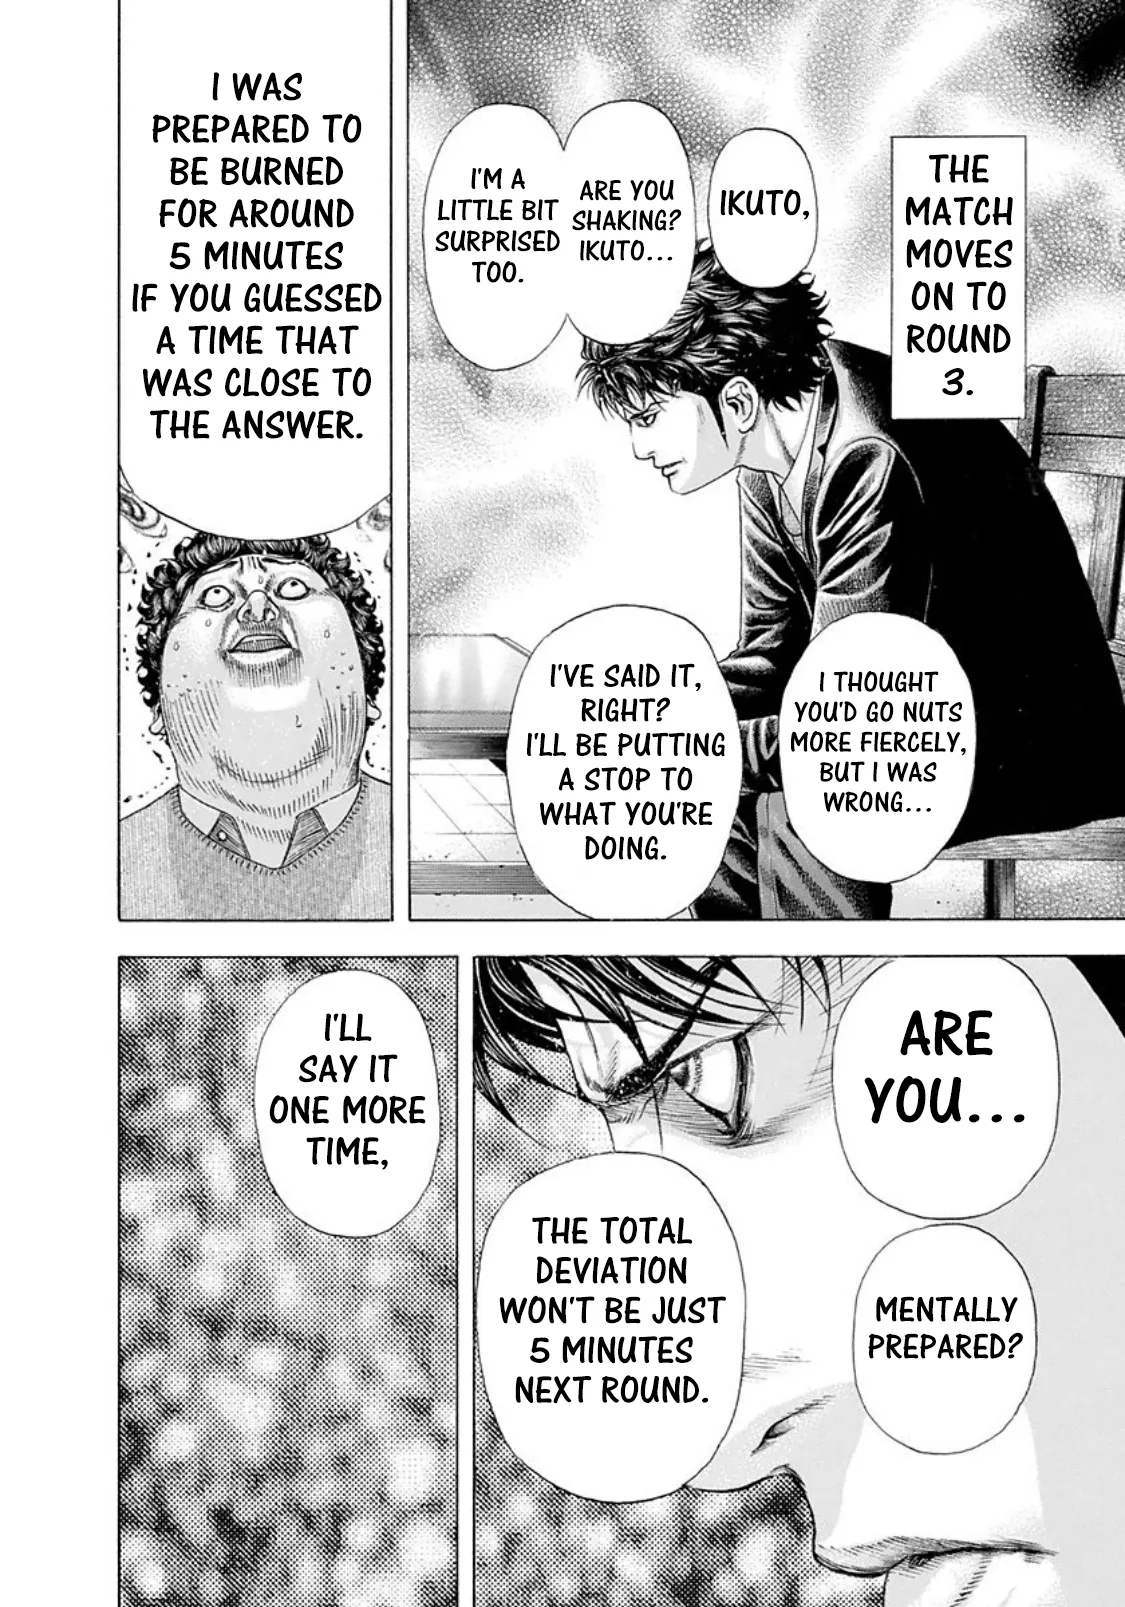 THE
MATCH
MOVES
ON TO
ROUND
3.
IKUTO,
ARE YOU
SHAKING?
IKUTO...
I'M A
LITTLE BIT
SURPRISED
TOO.
I THOUGHT
YOU'D GO NUTS
MORE FIERCELY,
BUT I WAS
WRONG...
I'VE SAID IT,
RIGHT?
I'LL BE PUTTING
A STOP TO
WHAT YOU'RE
DOING.
I WAS
PREPARED TO
BE BURNED
FOR AROUND
5 MINUTES
IF YOU GUESSED
A TIME THAT
WAS CLOSE TO
THE ANSWER.
ARE
YOU...
MENTALLY
PREPARED?
THE TOTAL
DEVIATION
WON'T BE JUST
5 MINUTES
NEXT ROUND.
I'LL
SAY IT
ONE MORE
TIME,